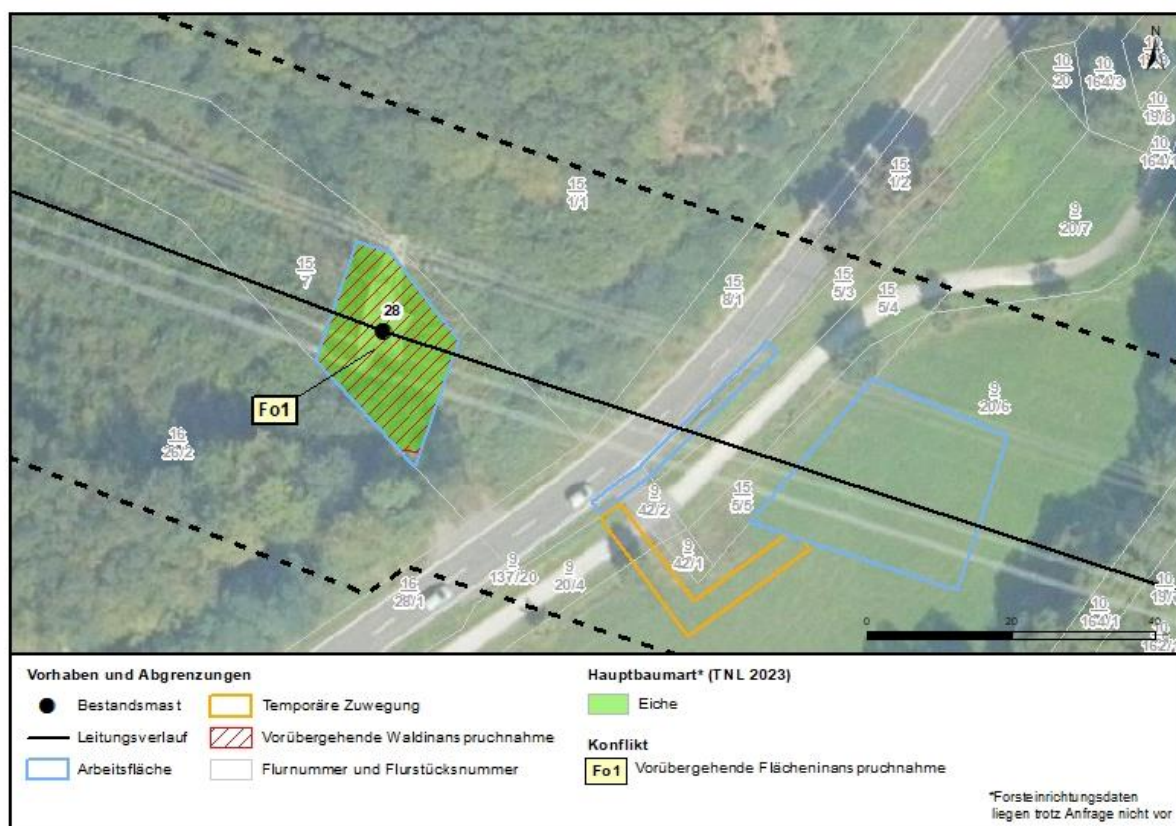 N
10
20
10
164/3
10
19/8
10
15
1/1
15
1/2
9
20/7
15
7
28
15
8/1
15
5/3
15
5/4
Fo1
9
20/6
16
26/2
9
42/2
15
5/5
9
42/1
9
137/20
9
20/4
16
28/1
10
164/1
10
0
20
40
Vorhaben und Abgrenzungen
Bestandsmast
Temporäre Zuwegung
Leitungsverlauf
Vorübergehende Waldinanspruchnahme
Arbeitsfläche
Flurnummer und Flurstücksnummer
Hauptbaumart* (TNL 2023)
Eiche
Konflikt
Fo1 Vorübergehende Flächeninanspruchnahme
*Forsteinrichtungsdaten
liegen trotz Anfrage nicht vor